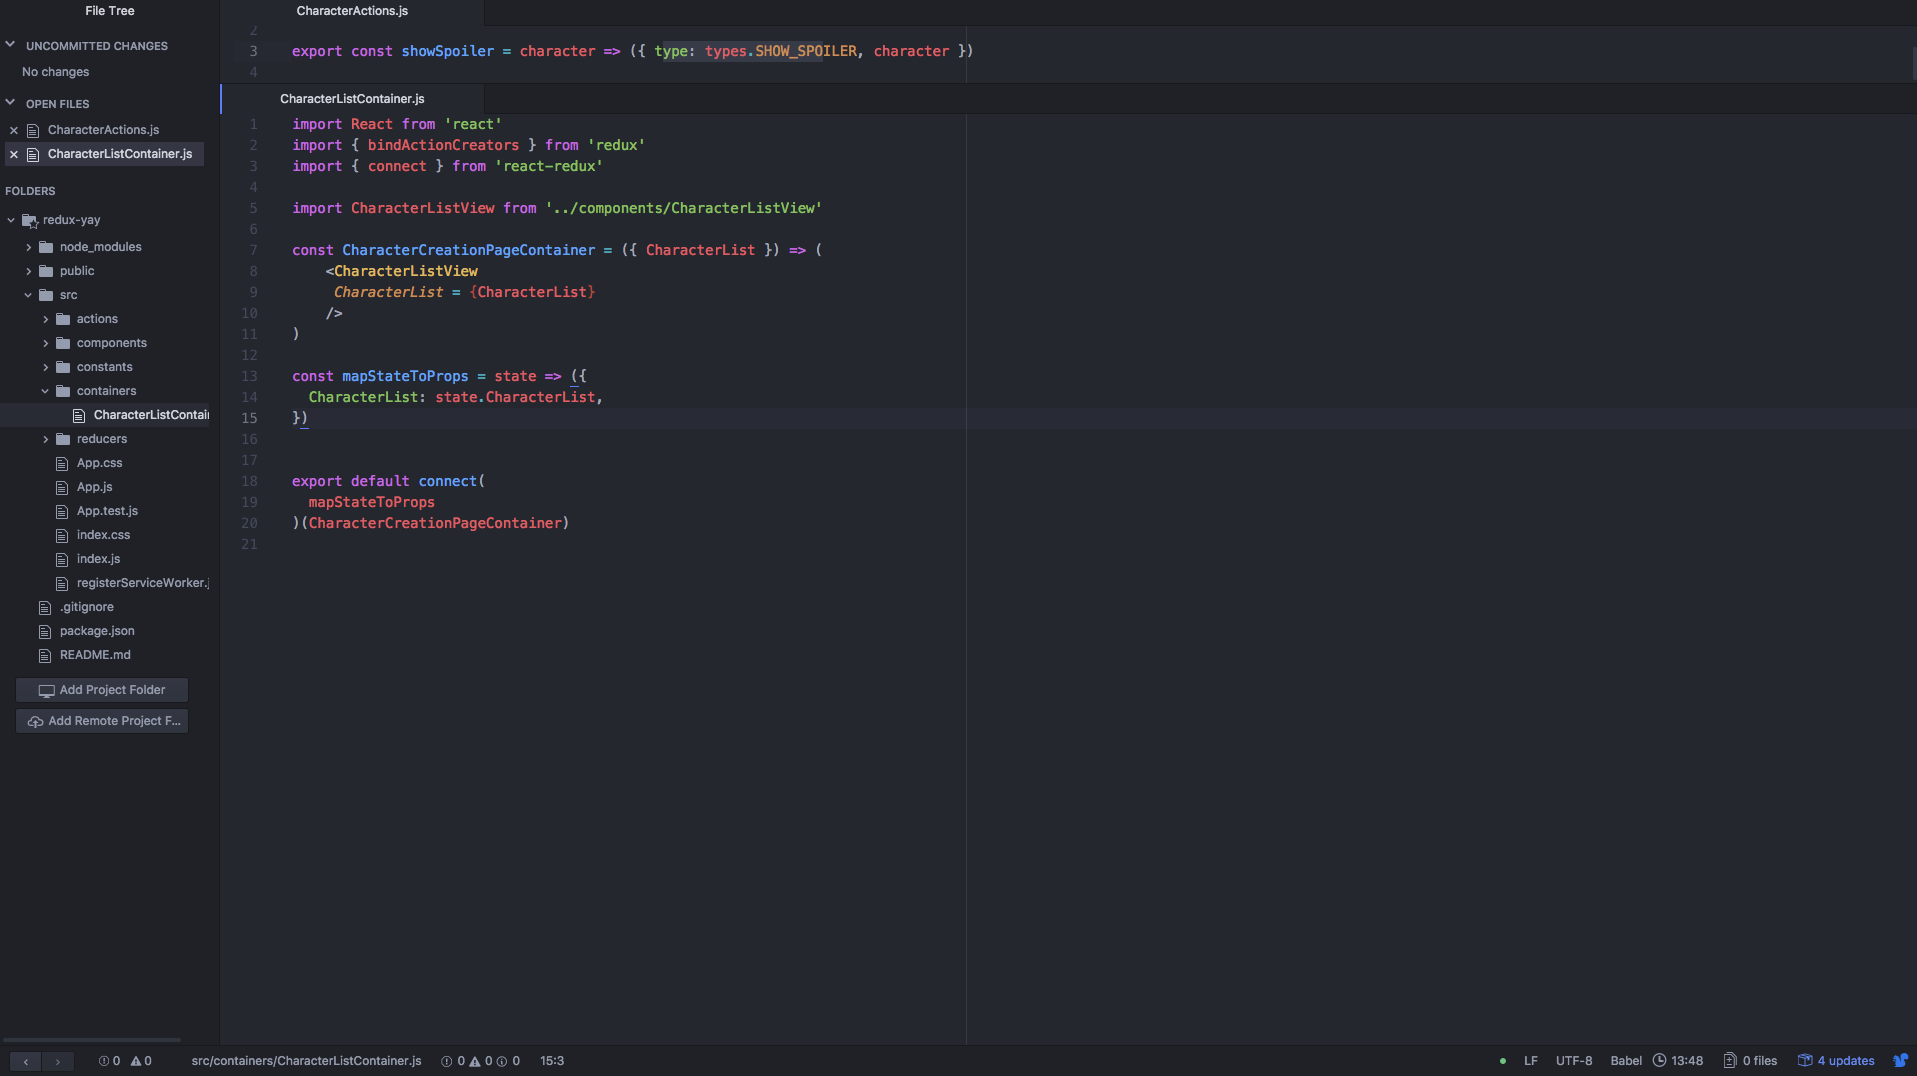 File Tree
UNCOMMITTED CHANGES
No changes
OPEN FILES
CharacterActions.js
CharacterListContainer.js
FOLDERS
redux-yay
node_modules
public
src
actions
components
constants
containers
CharacterListContai
reducers
App.css
App.js
App.test.js
index.css
index.js
registerServiceWorker.j
.gitignore
package.json
README.md
Add Project Folder
Add Remote Project F...
CharacterActions.js
2
3 export const showSpoiler = character => ({ type: types.SHOW_SPOILER, character })
4
CharacterListContainer.js
1 import React from 'react'
2 import { bindActionCreators } from 'redux'
3 import { connect } from 'react-redux'
4
5 import CharacterListView from '../components/CharacterListView'
6
7 const CharacterCreationPageContainer = ({ CharacterList }) => (
8 <CharacterListView
9 CharacterList = {CharacterList}
10 />
11 )
12
13 const mapStateToProps = state => ({
14 CharacterList: state.CharacterList,
15 })
16
17
18 export default connect(
19 mapStateToProps
20 )(CharacterCreationPageContainer)
21
0 0 src/containers/CharacterListContainer.js 0 0 0 15:3 LF UTF-8 Babel 13:48 0 files 4 updates